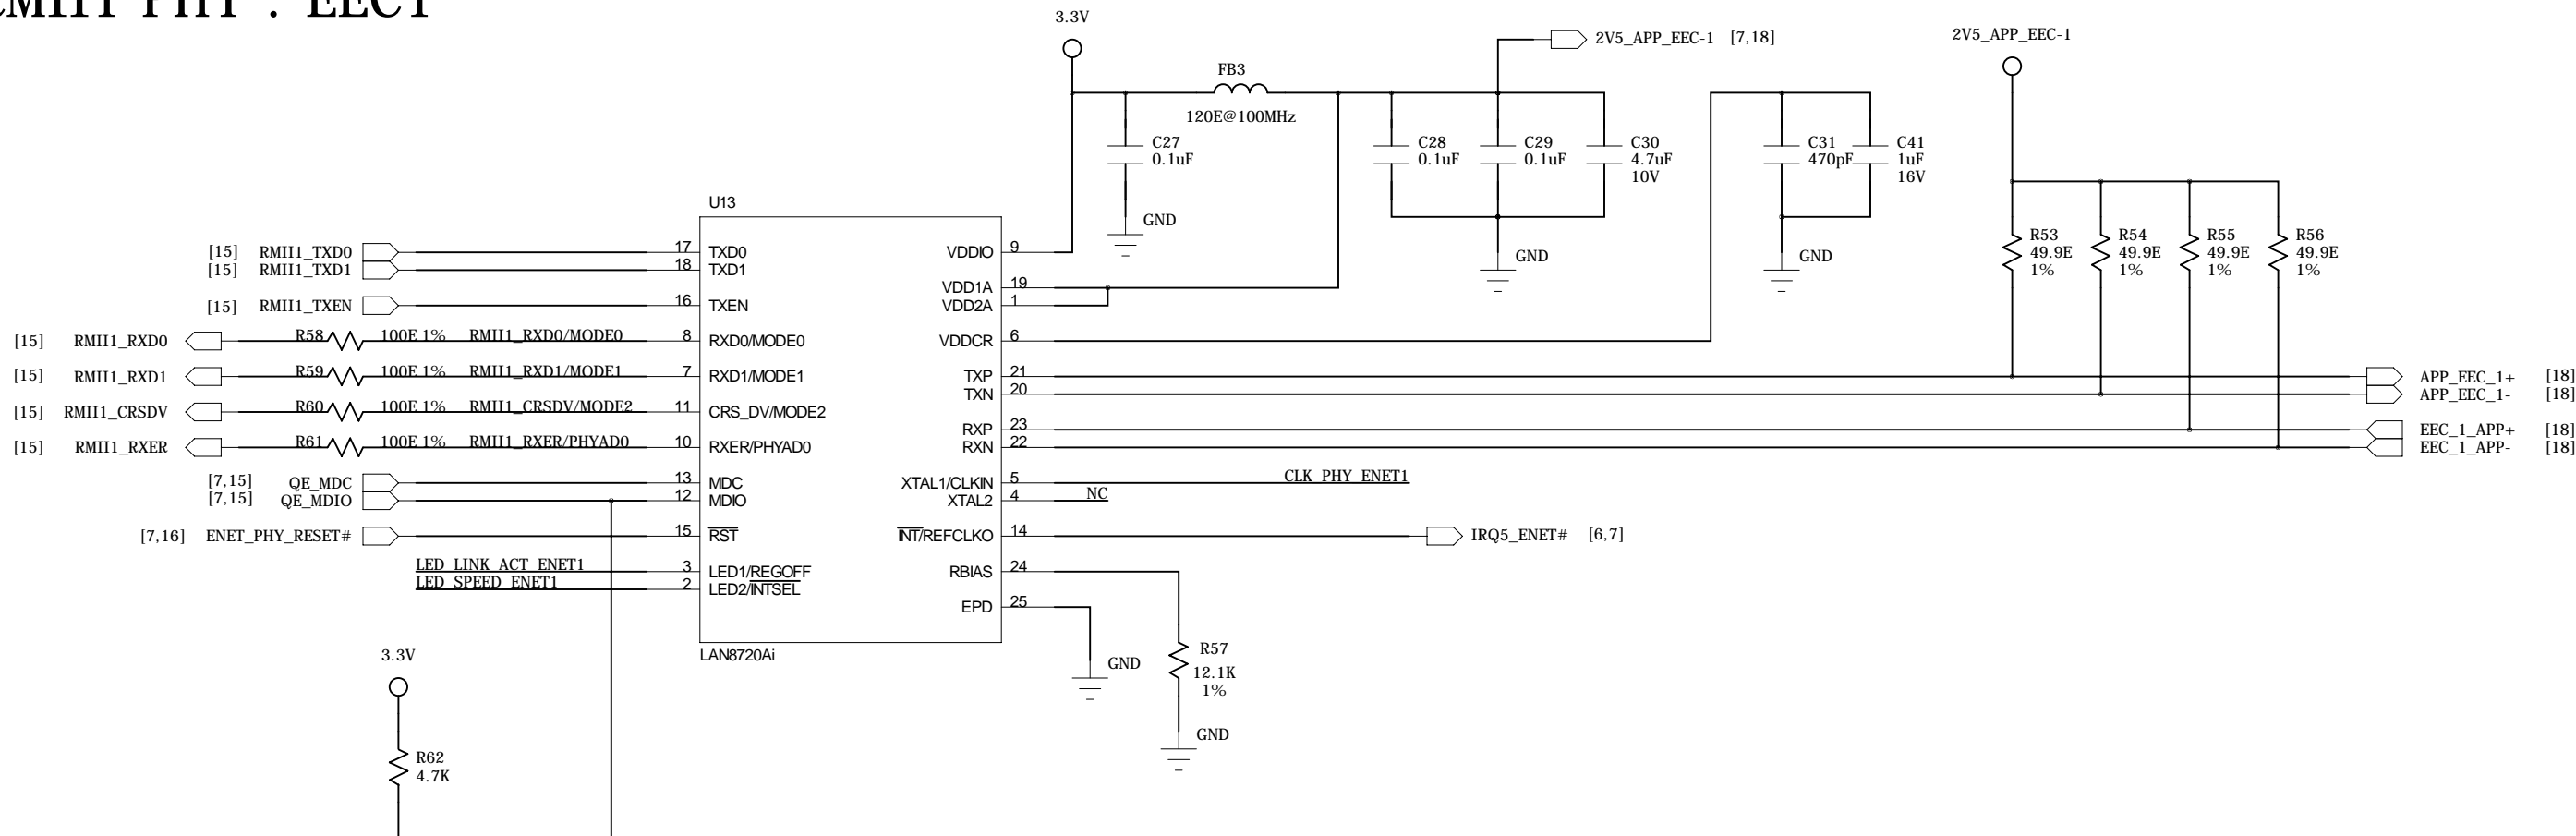 RMII1 PHY : EEC1
3.3V
2V5_APP_EEC-1 [7,18]
2V5_APP_EEC-1
FB3
120E@100MHz
C27
0.1uF
C28
0.1uF
C29
0.1uF
C30
4.7uF
10V
C31
470pF
C41
1uF
16V
GND
GND
GND
R53
49.9E
1%
R54
49.9E
1%
R55
49.9E
1%
R56
49.9E
1%
U13
[15] RMII1_TXD0 17 TXD0
[15] RMII1_TXD1 18 TXD1
[15] RMII1_TXEN 16 TXEN
[15] RMII1_RXD0 R58 100E 1% RMII1_RXD0/MODE0 8 RXD0/MODE0
[15] RMII1_RXD1 R59 100E 1% RMII1_RXD1/MODE1 7 RXD1/MODE1
[15] RMII1_CRSDV R60 100E 1% RMII1_CRSDV/MODE2 11 CRS_DV/MODE2
[15] RMII1_RXER R61 100E 1% RMII1_RXER/PHYAD0 10 RXER/PHYAD0
[7,15] QE_MDC 13 MDC
[7,15] QE_MDIO 12 MDIO
[7,16] ENET_PHY_RESET# 15 RST
LED_LINK_ACT_ENET1 3 LED1/REGOFF
LED_SPEED_ENET1 2 LED2/INTSEL
VDDIO 9
VDD1A 19
VDD2A 1
VDDCR 6
TXP 21 APP_EEC_1+ [18]
TXN 20 APP_EEC_1- [18]
RXP 23 EEC_1_APP+ [18]
RXN 22 EEC_1_APP- [18]
XTAL1/CLKIN 5 CLK_PHY_ENET1
XTAL2 4 NC
INT/REFCLKO 14 IRQ5_ENET# [6,7]
RBIAS 24
EPD 25
LAN8720Ai
GND
R57
12.1K
1%
GND
3.3V
R62
4.7K